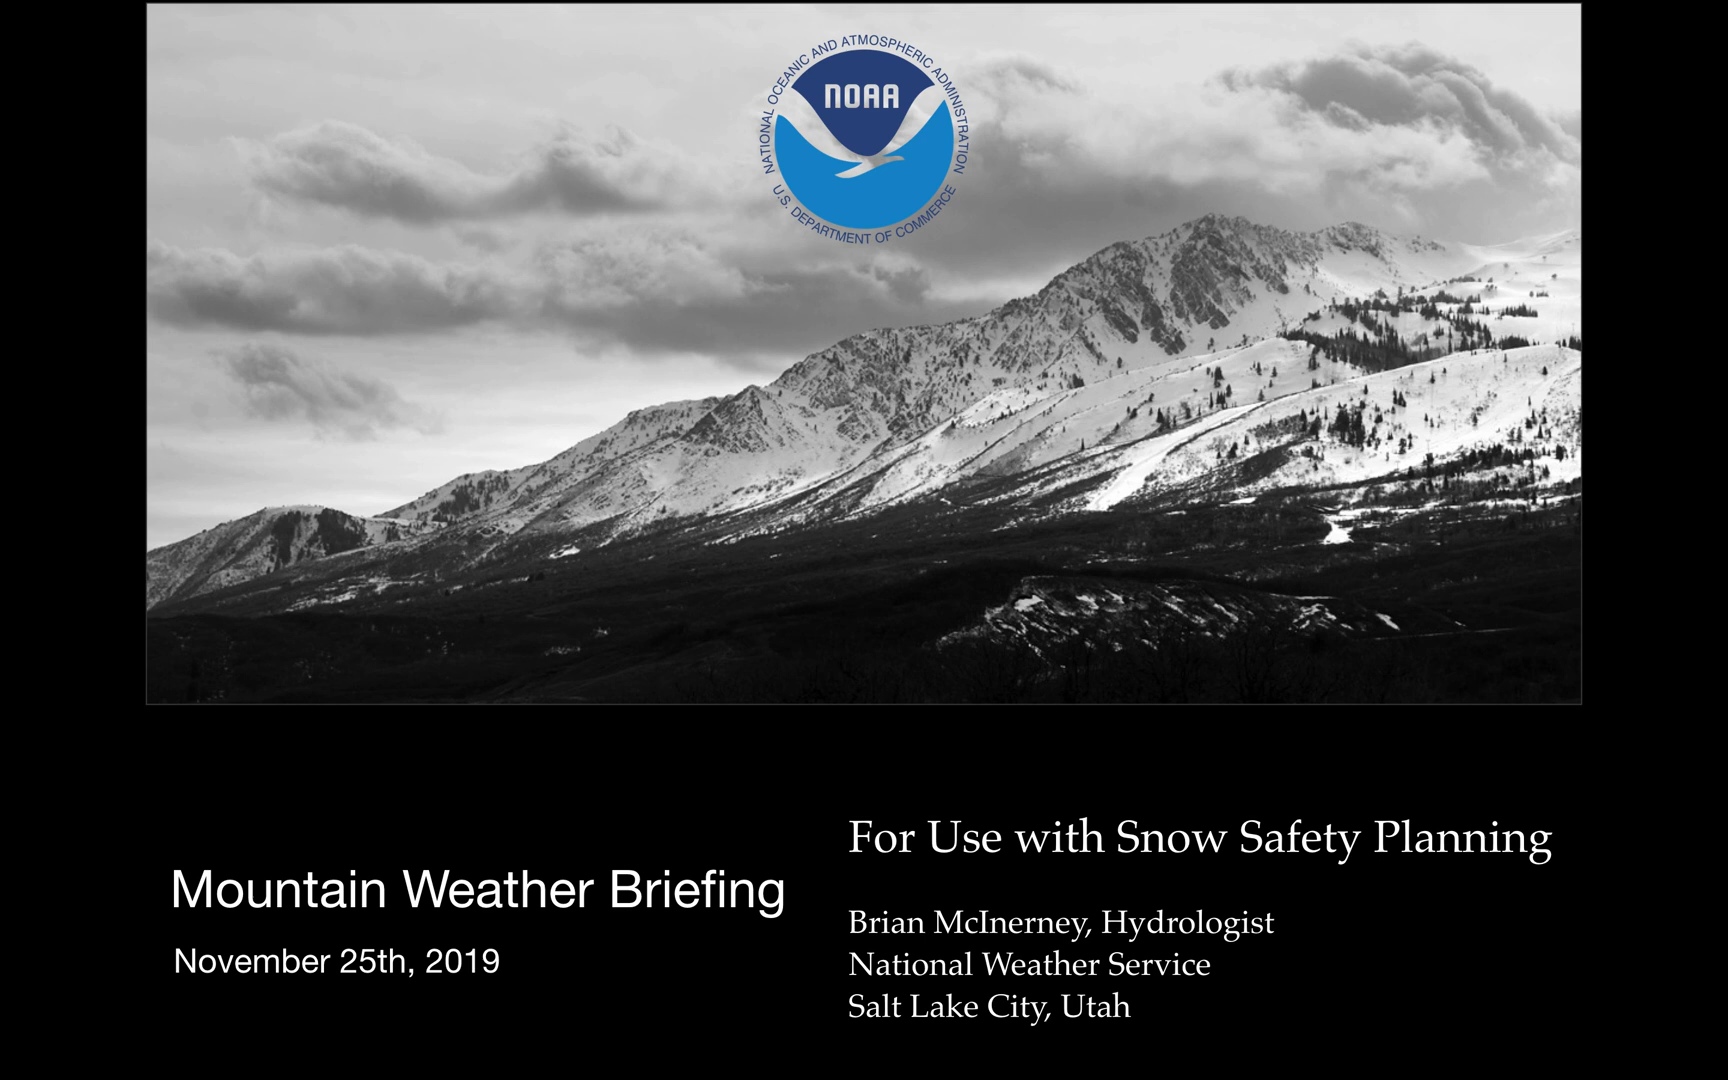 NATIONAL OCEANIC AND ATMOSPHERIC ADMINISTRATION
NOAA
U.S. DEPARTMENT OF COMMERCE
Mountain Weather Briefing
November 25th, 2019
For Use with Snow Safety Planning
Brian McInerney, Hydrologist
National Weather Service
Salt Lake City, Utah